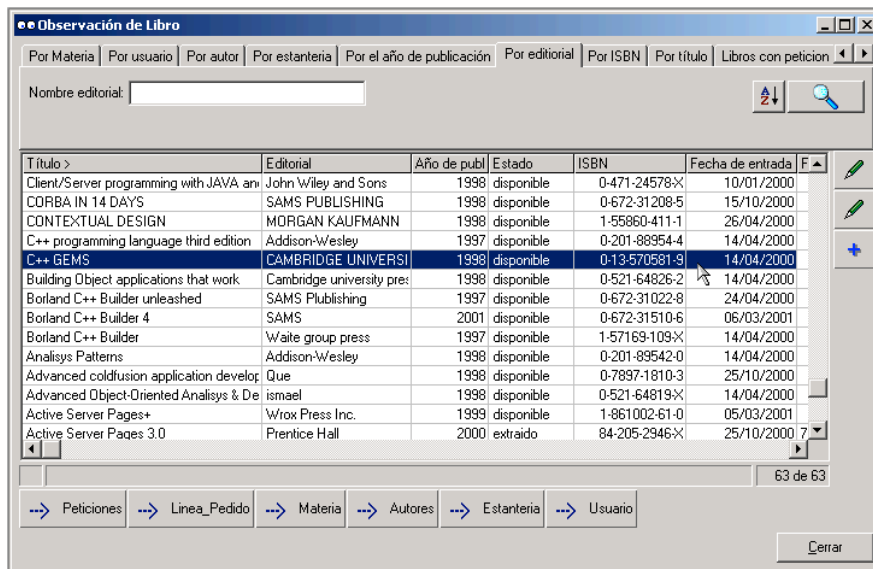 Observación de Libro
Por Materia Por usuario Por autor Por estanteria Por el año de publicación Por editorial Por ISBN Por título Libros con peticion
Nombre editorial:
Título > Editorial Año de publ Estado ISBN Fecha de entrada F
Client/Server programming with JAVA an John Wiley and Sons 1998 disponible 0-471-24578-X 10/01/2000
CORBA IN 14 DAYS SAMS PUBLISHING 1998 disponible 0-672-31208-5 15/10/2000
CONTEXTUAL DESIGN MORGAN KAUFMANN 1998 disponible 1-55860-411-1 26/04/2000
C++ programming language third edition Addison-Wesley 1997 disponible 0-201-88954-4 14/04/2000
C++ GEMS CAMBRIDGE UNIVERSI 1998 disponible 0-13-570581-9 14/04/2000
Building Object applications that work Cambridge university pres 1998 disponible 0-521-64826-2 14/04/2000
Borland C++ Builder unleashed SAMS Plublishing 1997 disponible 0-672-31022-8 24/04/2000
Borland C++ Builder 4 SAMS 2001 disponible 0-672-31510-6 06/03/2001
Borland C++ Builder Waite group press 1997 disponible 1-57169-109-X 14/04/2000
Analisys Patterns Addison-Wesley 1998 disponible 0-201-89542-0 14/04/2000
Advanced coldfusion application develop Que 1998 disponible 0-7897-1810-3 25/10/2000
Advanced Object-Oriented Analisys & De ismael 1998 disponible 0-521-64819-X 14/04/2000
Active Server Pages+ Wrox Press Inc. 1999 disponible 1-861002-61-0 05/03/2001
Active Server Pages 3.0 Prentice Hall 2000 extraido 84-205-2946-X 25/10/2000 7
63 de 63
Peticiones Linea_Pedido Materia Autores Estanteria Usuario
Cerrar